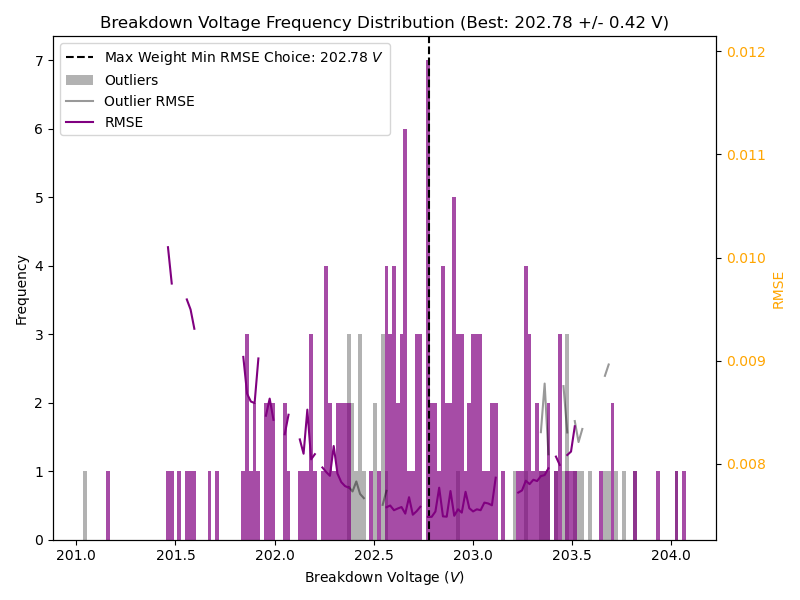 Breakdown Voltage Frequency Distribution (Best: 202.78 +/- 0.42 V)
Max Weight Min RMSE Choice: 202.78 V
Outliers
Outlier RMSE
RMSE
Frequency
7
6
5
4
3
2
1
0
0.012
0.011
0.010
0.009
0.008
RMSE
201.0 201.5 202.0 202.5 203.0 203.5 204.0
Breakdown Voltage (V)